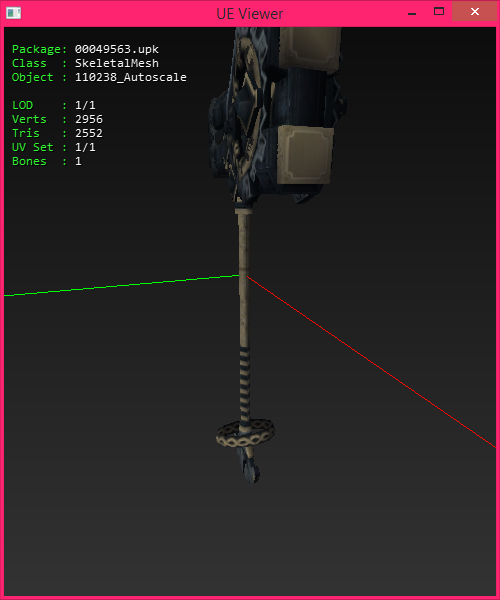 UE Viewer
Package: 00049563.upk
Class : SkeletalMesh
Object : 110238_Autoscale
LOD : 1/1
Verts : 2956
Tris : 2552
UV Set : 1/1
Bones : 1